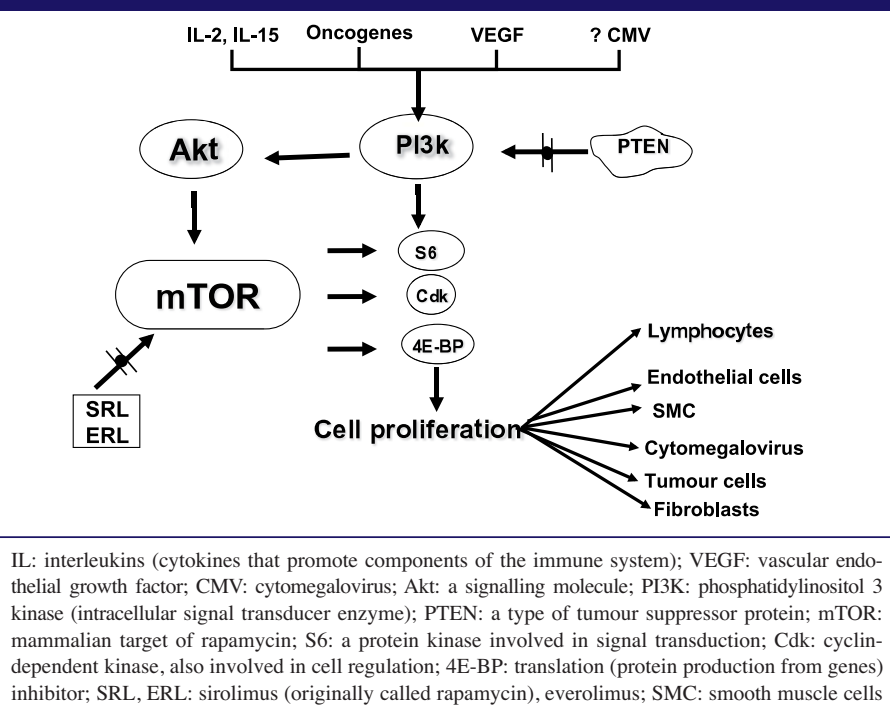 IL-2, IL-15 Oncogenes VEGF ? CMV
Akt PI3k PTEN
S6
mTOR Cdk
4E-BP
SRL
ERL
Cell proliferation
Lymphocytes
Endothelial cells
SMC
Cytomegalovirus
Tumour cells
Fibroblasts
IL: interleukins (cytokines that promote components of the immune system); VEGF: vascular endo-
thelial growth factor; CMV: cytomegalovirus; Akt: a signalling molecule; PI3K: phosphatidylinositol 3
kinase (intracellular signal transducer enzyme); PTEN: a type of tumour suppressor protein; mTOR:
mammalian target of rapamycin; S6: a protein kinase involved in signal transduction; Cdk: cyclin-
dependent kinase, also involved in cell regulation; 4E-BP: translation (protein production from genes)
inhibitor; SRL, ERL: sirolimus (originally called rapamycin), everolimus; SMC: smooth muscle cells